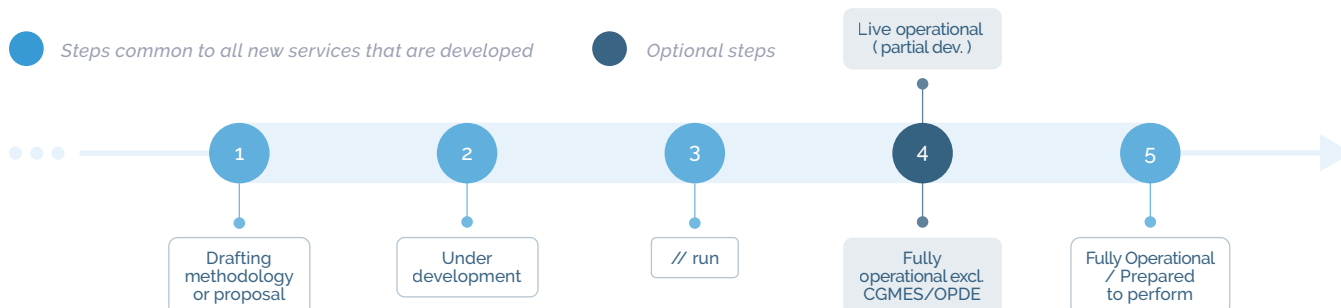 Steps common to all new services that are developed
Optional steps
Live operational
( partial dev. )
1
2
3
4
5
Drafting
methodology
or proposal
Under
development
// run
Fully
operational excl.
CGMES/OPDE
Fully Operational
/ Prepared
to perform